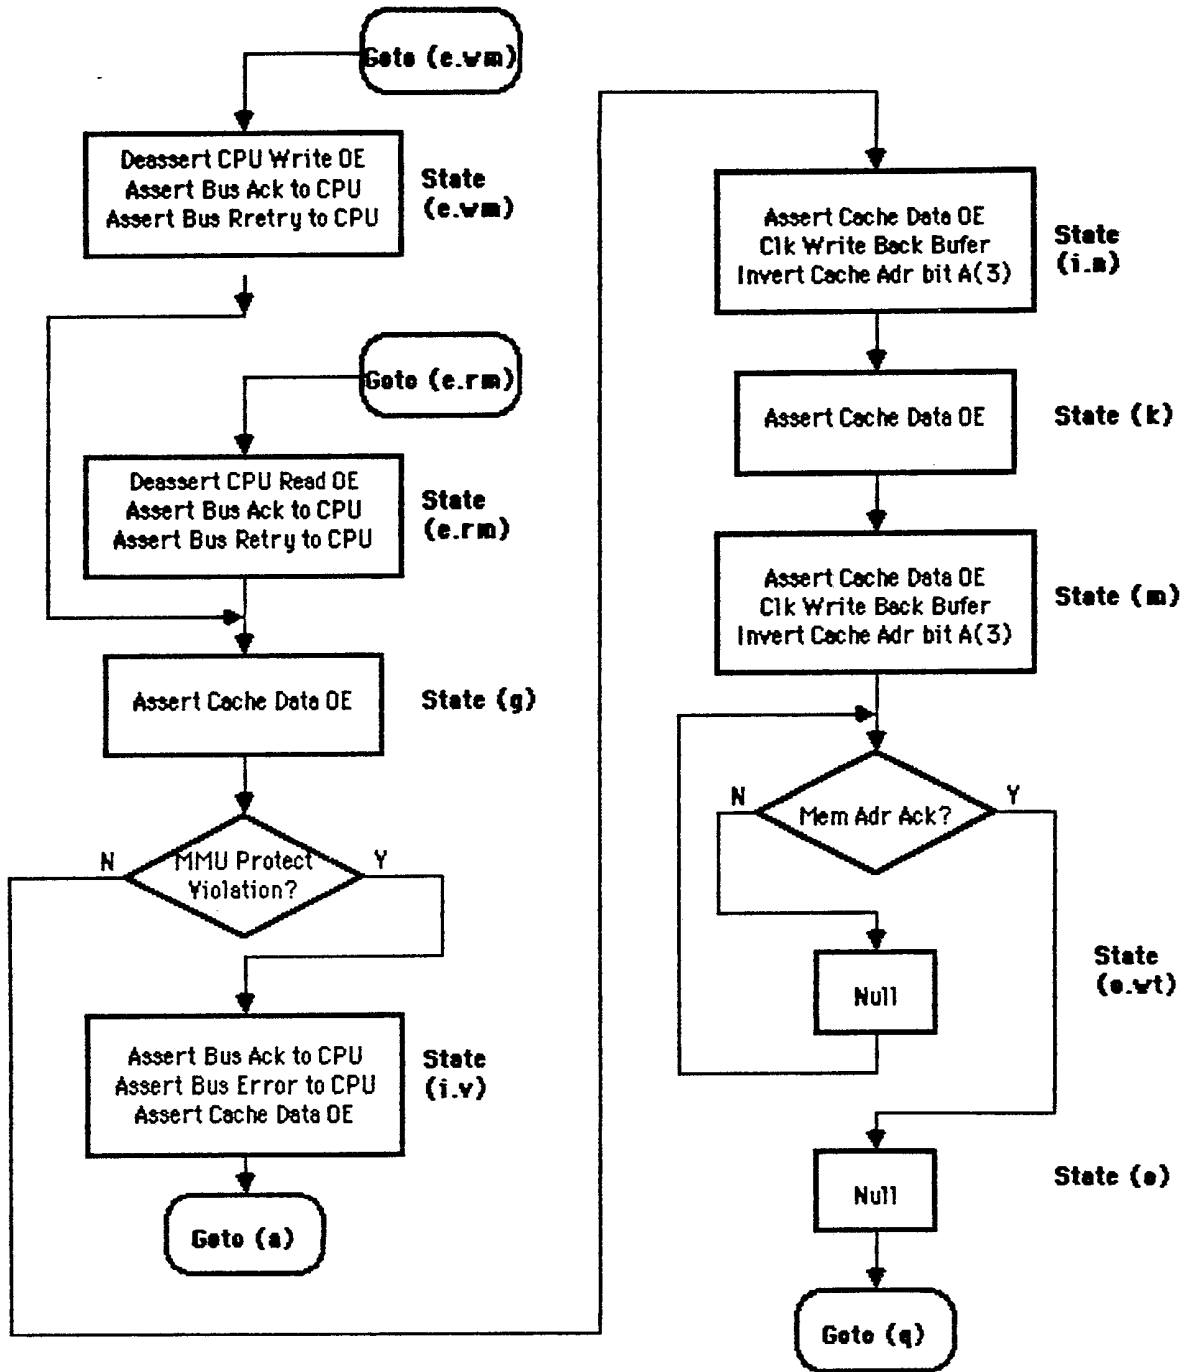 Goto (e.wm)
Deassert CPU Write OE
Assert Bus Ack to CPU
Assert Bus Rretry to CPU
State
(e.wm)
Goto (e.rm)
Deassert CPU Read OE
Assert Bus Ack to CPU
Assert Bus Retry to CPU
State
(e.rm)
Assert Cache Data OE
State (g)
MMU Protect
Violation?
N
Y
Assert Bus Ack to CPU
Assert Bus Error to CPU
Assert Cache Data OE
State
(i.v)
Goto (a)
Assert Cache Data OE
Clk Write Back Bufer
Invert Cache Adr bit A(3)
State
Assert Cache Data OE
State (k)
Assert Cache Data OE
Clk Write Back Bufer
Invert Cache Adr bit A(3)
State (m)
N
Mem Adr Ack?
Y
Null
State
Null
State
Goto (q)